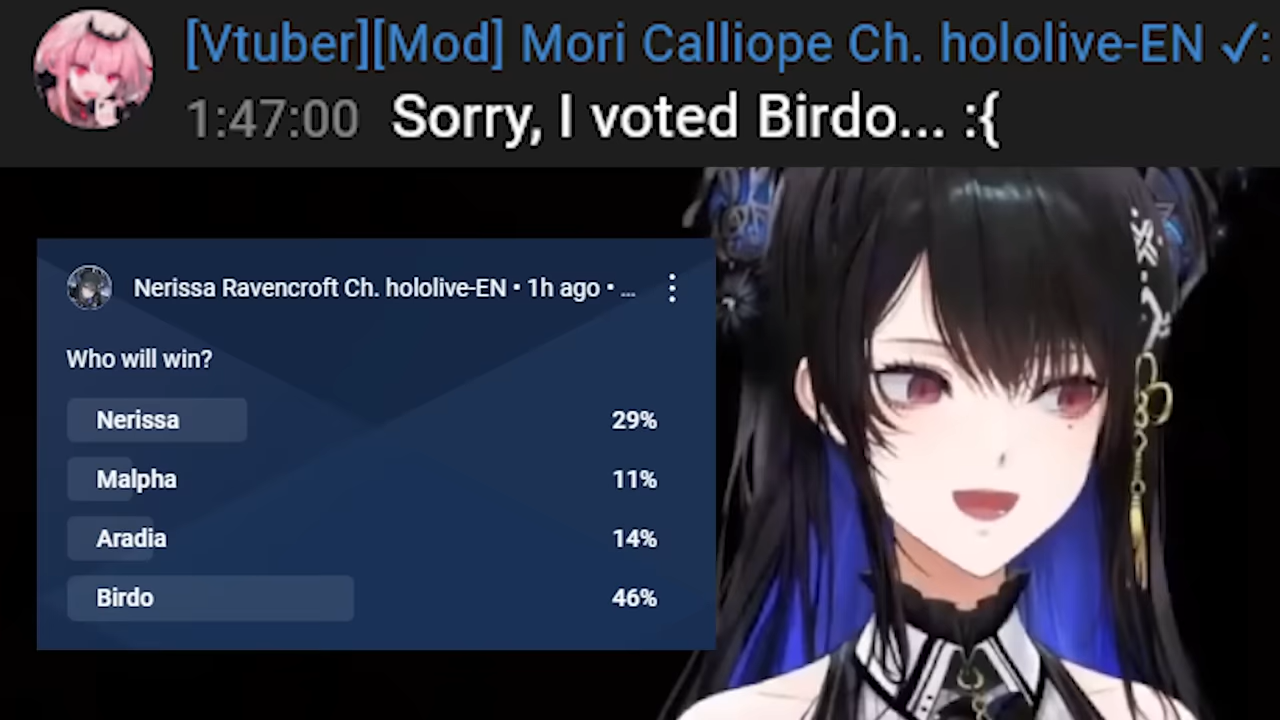 [Vtuber][Mod] Mori Calliope Ch. hololive-EN ✓:
1:47:00 Sorry, I voted Birdo... :{
Nerissa Ravencroft Ch. hololive-EN • 1h ago • ...
Who will win?
Nerissa 29%
Malpha 11%
Aradia 14%
Birdo 46%